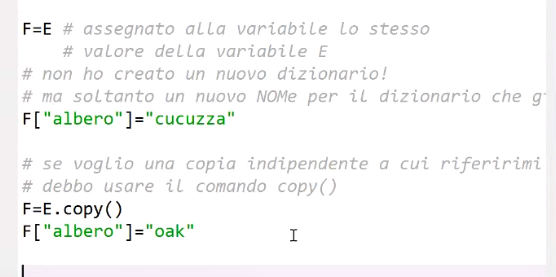 F=E # assegnato alla variabile lo stesso
# valore della variabile E
# non ho creato un nuovo dizionario!
# ma soltanto un nuovo NOMe per il dizionario che
F["albero"]="cucuzza"
# se voglio una copia indipendente a cui riferirimi
# debbo usare il comando copy()
F=E.copy()
F["albero"]="oak"